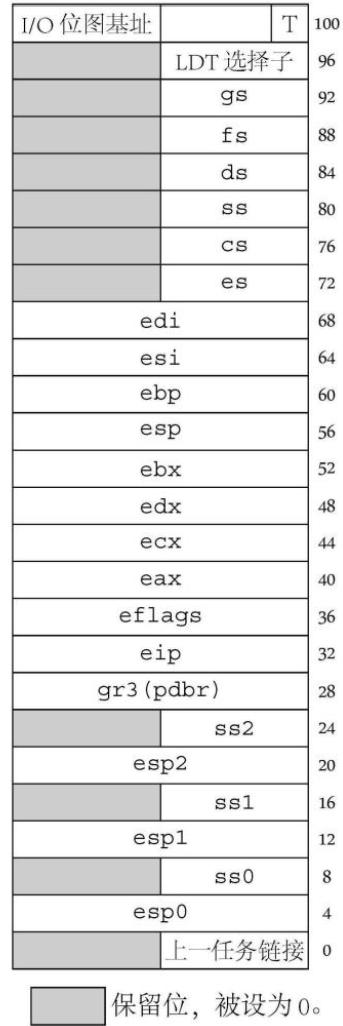 I/O 位图基址 T 100
LDT 选择子 96
gs 92
fs 88
ds 84
ss 80
cs 76
es 72
edi 68
esi 64
ebp 60
esp 56
ebx 52
edx 48
ecx 44
eax 40
eflags 36
eip 32
gr3(pdbr) 28
ss2 24
esp2 20
ss1 16
esp1 12
ss0 8
esp0 4
上一任务链接 0
保留位，被设为0。